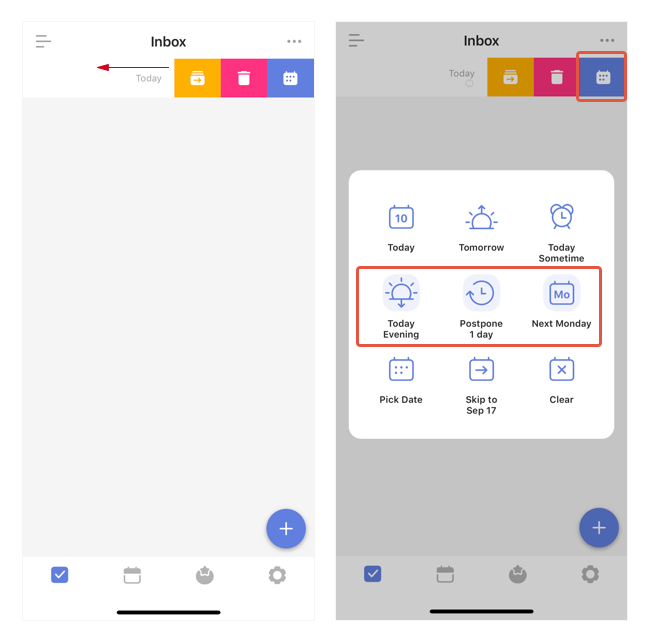 Inbox
Today
Inbox
Today
10
Today
Tomorrow
Today
Sometime
Today
Evening
Postpone
1 day
Mo
Next Monday
Pick Date
Skip to
Sep 17
Clear